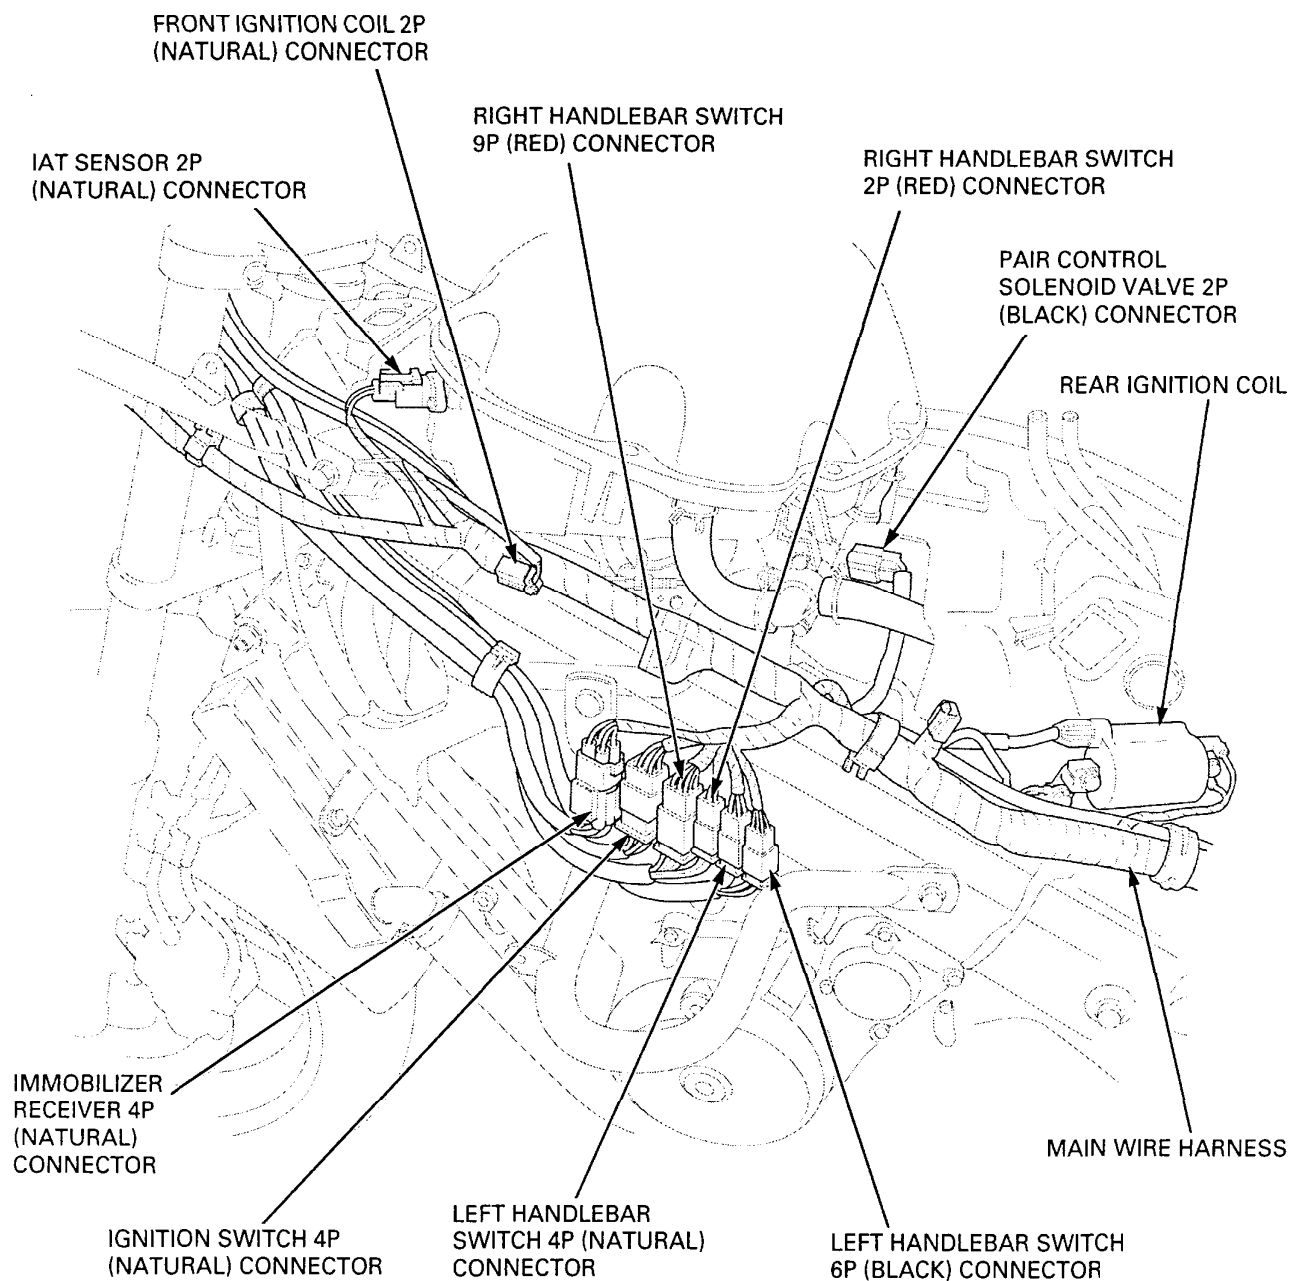 FRONT IGNITION COIL 2P
(NATURAL) CONNECTOR
RIGHT HANDLEBAR SWITCH
9P (RED) CONNECTOR
IAT SENSOR 2P
(NATURAL) CONNECTOR
RIGHT HANDLEBAR SWITCH
2P (RED) CONNECTOR
PAIR CONTROL
SOLENOID VALVE 2P
(BLACK) CONNECTOR
REAR IGNITION COIL
IMMOBILIZER
RECEIVER 4P
(NATURAL)
CONNECTOR
MAIN WIRE HARNESS
IGNITION SWITCH 4P
(NATURAL) CONNECTOR
LEFT HANDLEBAR
SWITCH 4P (NATURAL)
CONNECTOR
LEFT HANDLEBAR SWITCH
6P (BLACK) CONNECTOR